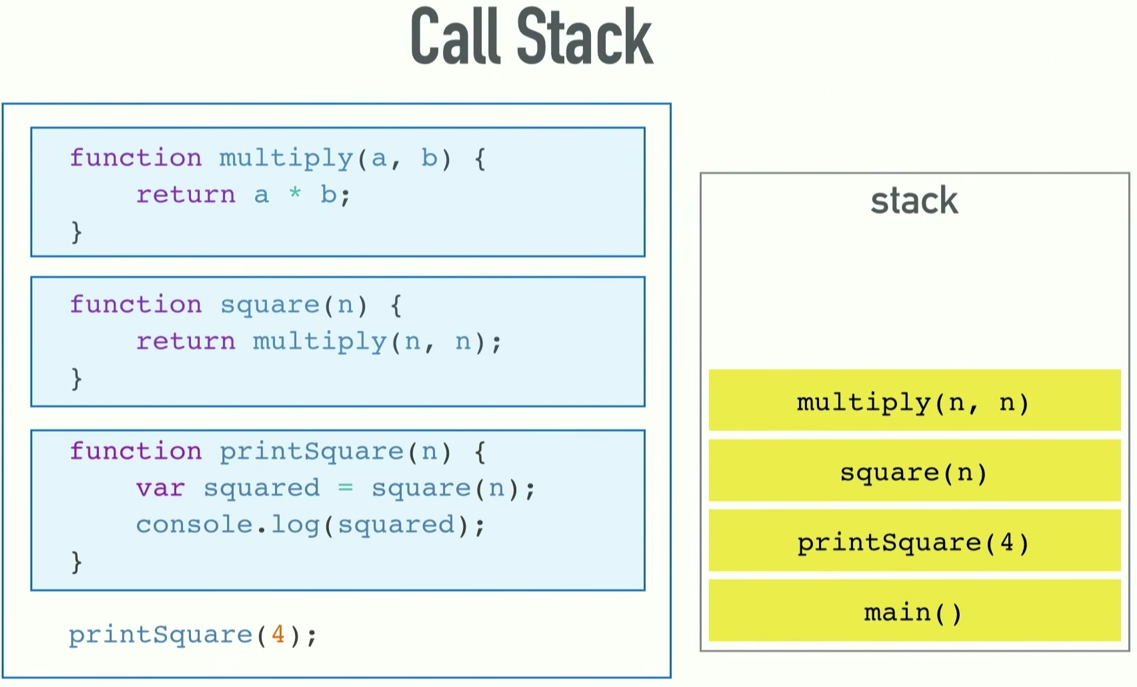 Call Stack
function multiply(a, b) {
    return a * b;
}
function square(n) {
    return multiply(n, n);
}
function printSquare(n) {
    var squared = square(n);
    console.log(squared);
}
printSquare(4);
stack
multiply(n, n)
square(n)
printSquare(4)
main()